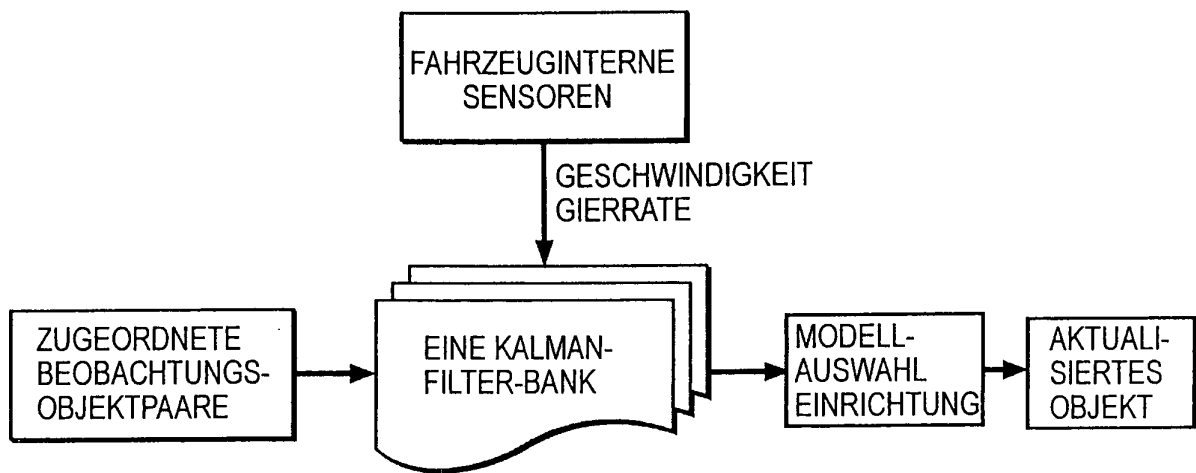 FAHRZEUGINTERNE
SENSOREN
GESCHWINDIGKEIT
GIERRATE
ZUGEORDNETE
BEOBACHTUNGS-
OBJEKTPAARE
EINE KALMAN-
FILTER-BANK
MODELL-
AUSWAHL
EINRICHTUNG
AKTUALI-
SIERTES
OBJEKT